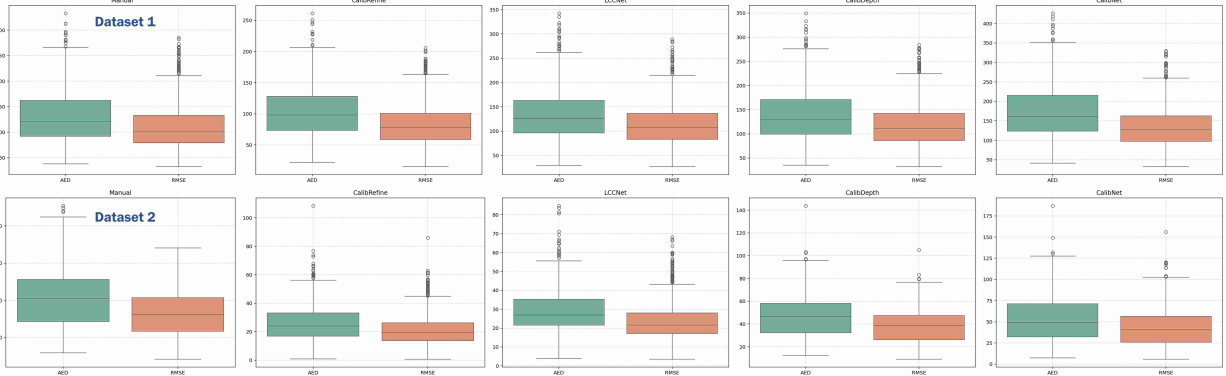 Manual
CalibRefine
LCCNet
CalibDepth
CalibNet
Dataset 1
250
200
150
100
50
350
300
250
200
150
100
50
350
300
250
200
150
100
50
400
350
300
250
200
150
100
50
AED
RMSE
AED
RMSE
AED
RMSE
AED
RMSE
AED
RMSE
Manual
CalibRefine
LCCNet
CalibDepth
CalibNet
Dataset 2
100
80
60
40
20
0
80
70
60
50
40
30
20
10
0
140
120
100
80
60
40
20
175
150
125
100
75
50
25
0
AED
RMSE
AED
RMSE
AED
RMSE
AED
RMSE
AED
RMSE